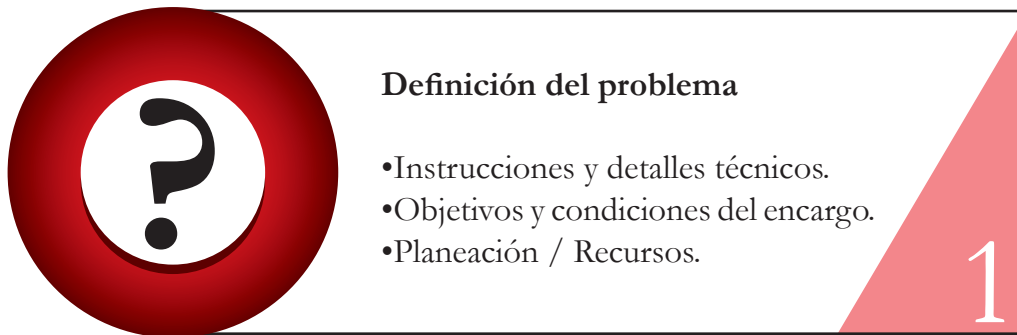 ?
Definición del problema
•Instrucciones y detalles técnicos.
•Objetivos y condiciones del encargo.
•Planeación / Recursos.
1